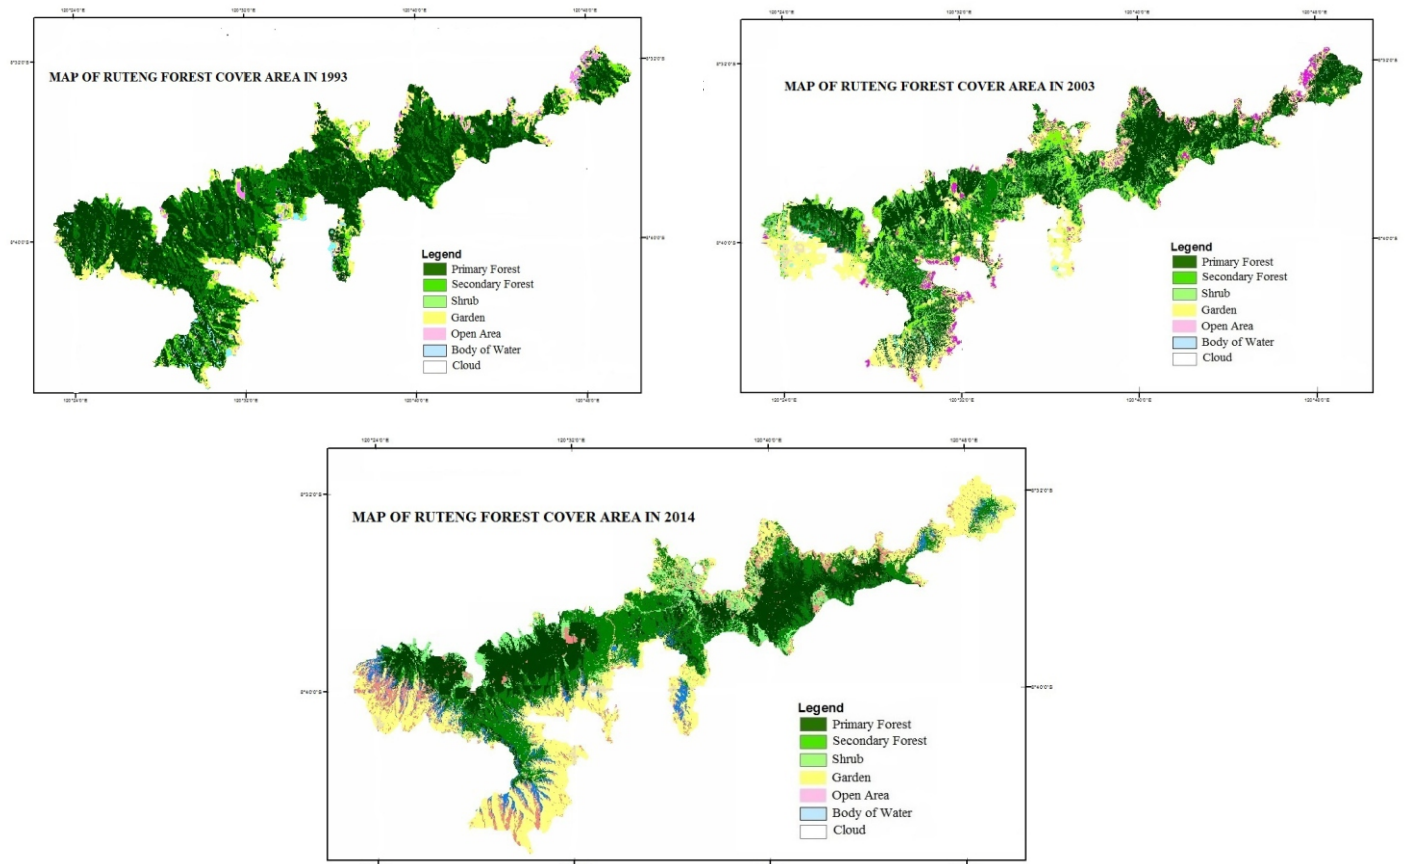 MAP OF RUTENG FOREST COVER AREA IN 1993
Legend
Primary Forest
Secondary Forest
Shrub
Garden
Open Area
Body of Water
Cloud
MAP OF RUTENG FOREST COVER AREA IN 2003
Legend
Primary Forest
Secondary Forest
Shrub
Garden
Open Area
Body of Water
Cloud
MAP OF RUTENG FOREST COVER AREA IN 2014
Legend
Primary Forest
Secondary Forest
Shrub
Garden
Open Area
Body of Water
Cloud